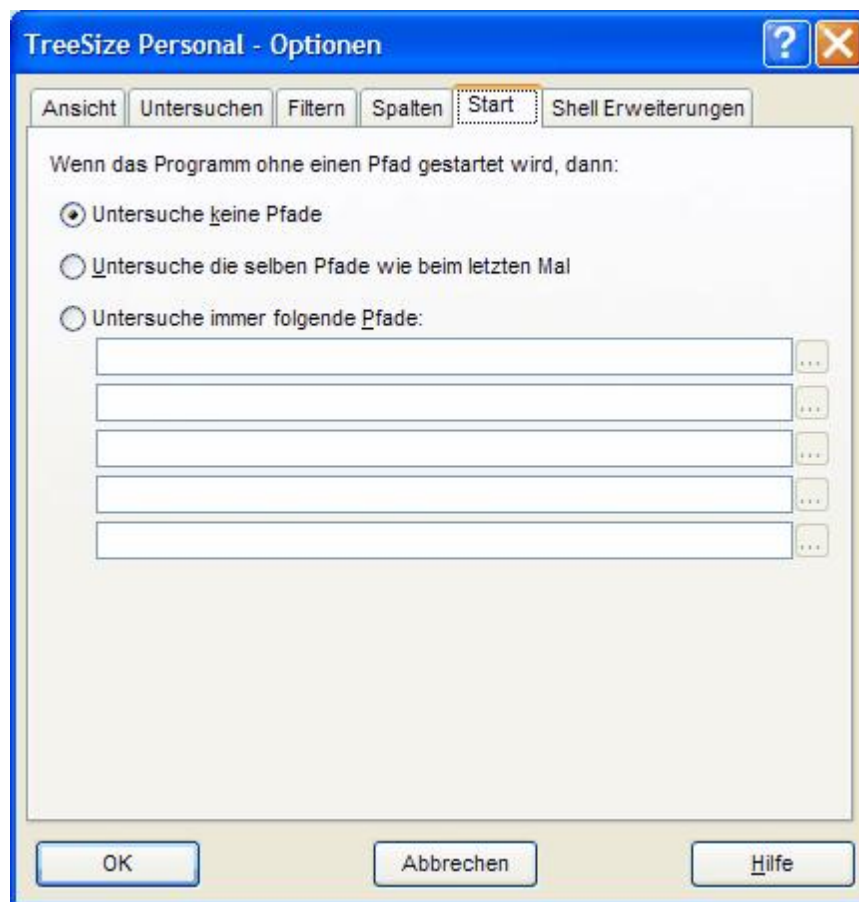 TreeSize Personal - Optionen
Ansicht Untersuchen Filtern Spalten Start Shell Erweiterungen
Wenn das Programm ohne einen Pfad gestartet wird, dann:
Untersuche keine Pfade
Untersuche die selben Pfade wie beim letzten Mal
Untersuche immer folgende Pfade:
...
...
...
...
...
OK Abbrechen Hilfe